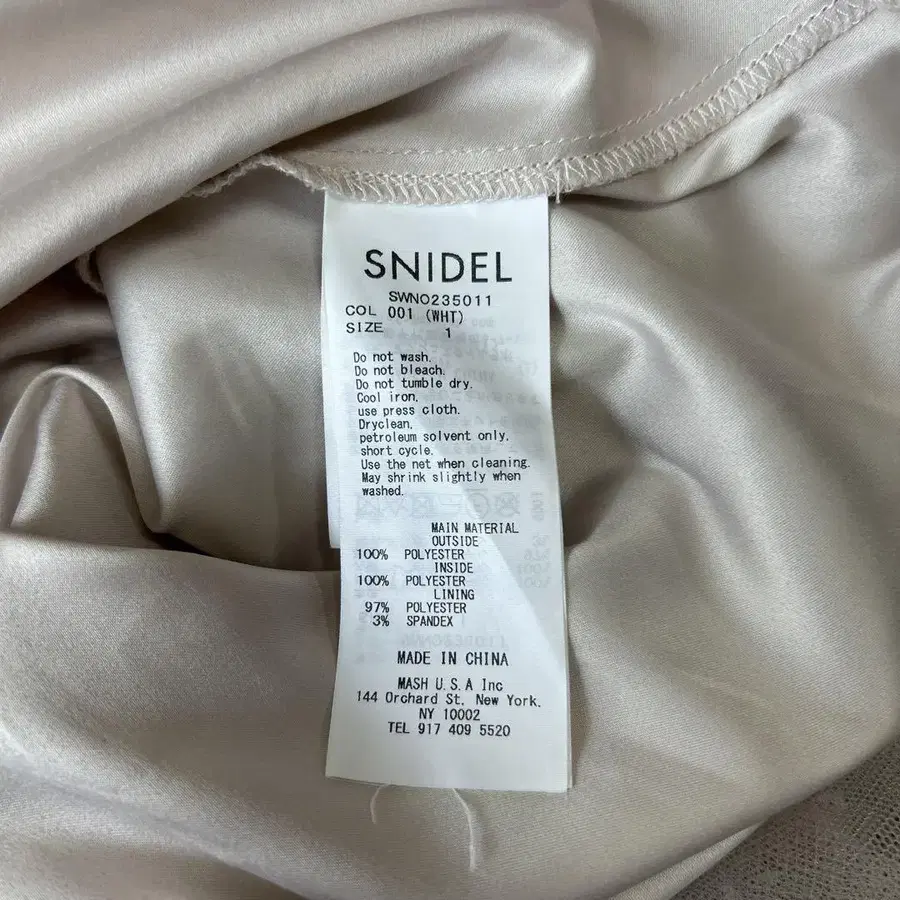 SNIDEL
SWNO235011
COL 001 (WHT)
SIZE 1
Do not wash.
Do not bleach.
Do not tumble dry.
Cool iron.
use press cloth.
Dryclean.
petroleum solvent only.
short cycle.
Use the net when cleaning.
May shrink slightly when
washed.
MAIN MATERIAL
OUTSIDE
100% POLYESTER
INSIDE
100% POLYESTER
LINING
97% POLYESTER
3% SPANDEX
MADE IN CHINA
MASH U.S.A Inc
144 Orchard St, New York.
NY 10002
TEL 917 409 5520